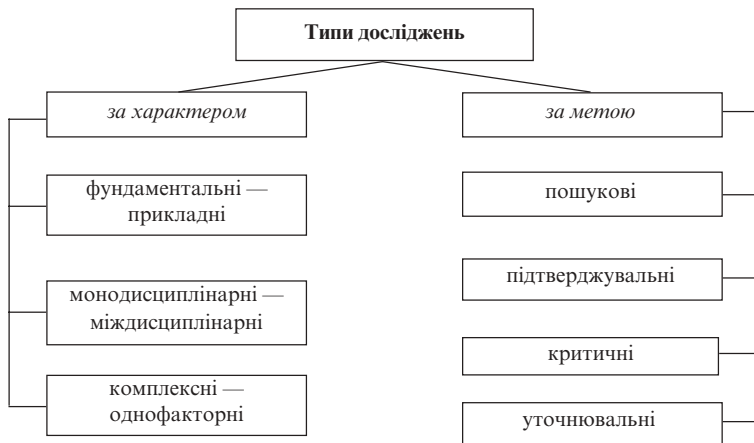 Типи досліджень
за характером
фундаментальні —
прикладні
монодисциплінарні —
міждисциплінарні
комплексні —
однофакторні
за метою
пошукові
підтверджувальні
критичні
уточнювальні